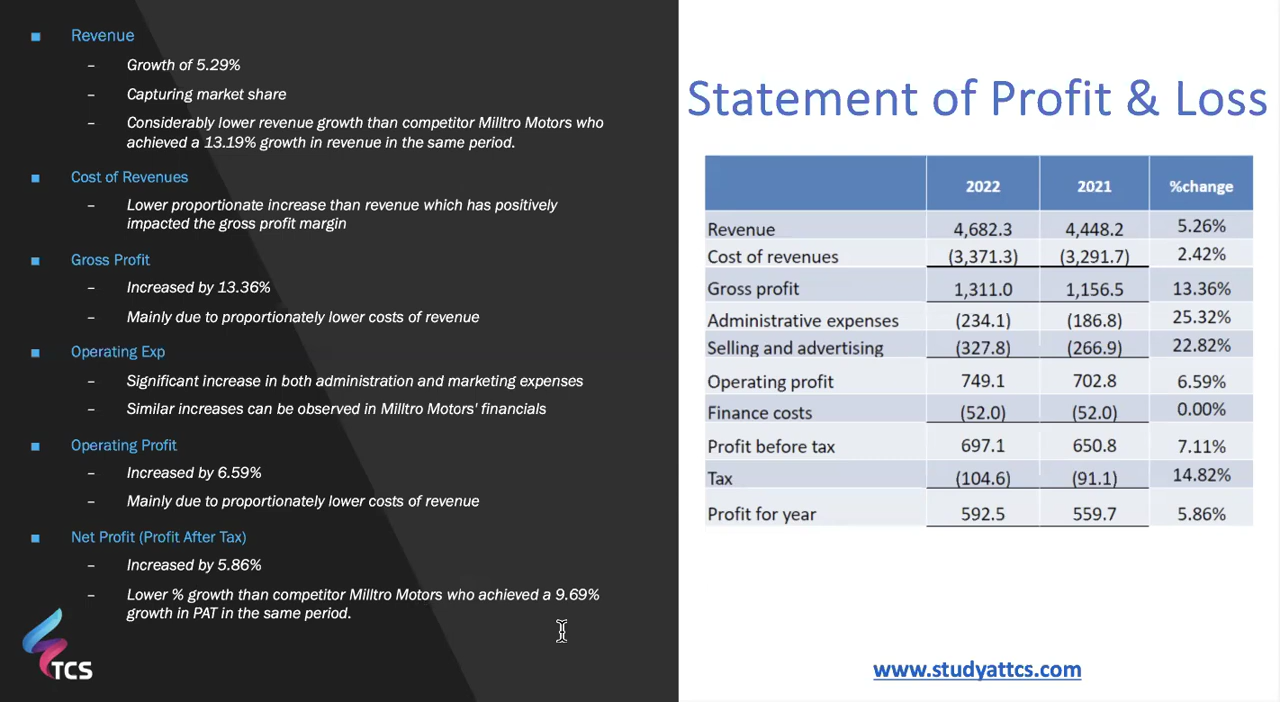 Revenue
– Growth of 5.29%
– Capturing market share
– Considerably lower revenue growth than competitor Milltro Motors who
achieved a 13.19% growth in revenue in the same period.
Cost of Revenues
– Lower proportionate increase than revenue which has positively
impacted the gross profit margin
Gross Profit
– Increased by 13.36%
– Mainly due to proportionately lower costs of revenue
Operating Exp
– Significant increase in both administration and marketing expenses
– Similar increases can be observed in Milltro Motors' financials
Operating Profit
– Increased by 6.59%
– Mainly due to proportionately lower costs of revenue
Net Profit (Profit After Tax)
– Increased by 5.86%
– Lower % growth than competitor Milltro Motors who achieved a 9.69%
growth in PAT in the same period.
TCS
Statement of Profit & Loss
2022 2021 %change
Revenue 4,682.3 4,448.2 5.26%
Cost of revenues (3,371.3) (3,291.7) 2.42%
Gross profit 1,311.0 1,156.5 13.36%
Administrative expenses (234.1) (186.8) 25.32%
Selling and advertising (327.8) (266.9) 22.82%
Operating profit 749.1 702.8 6.59%
Finance costs (52.0) (52.0) 0.00%
Profit before tax 697.1 650.8 7.11%
Tax (104.6) (91.1) 14.82%
Profit for year 592.5 559.7 5.86%
www.studyattcs.com